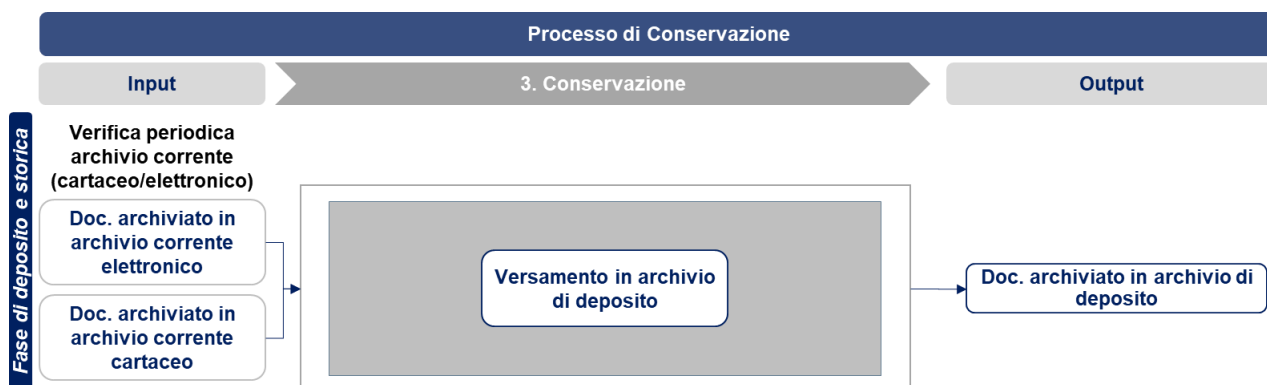 Processo di Conservazione
Input
3. Conservazione
Output
Fase di deposito e storica
Verifica periodica
archivio corrente
(cartaceo/elettronico)
Doc. archiviato in
archivio corrente
elettronico
Doc. archiviato in
archivio corrente
cartaceo
Versamento in archivio
di deposito
Doc. archiviato in archivio di
deposito